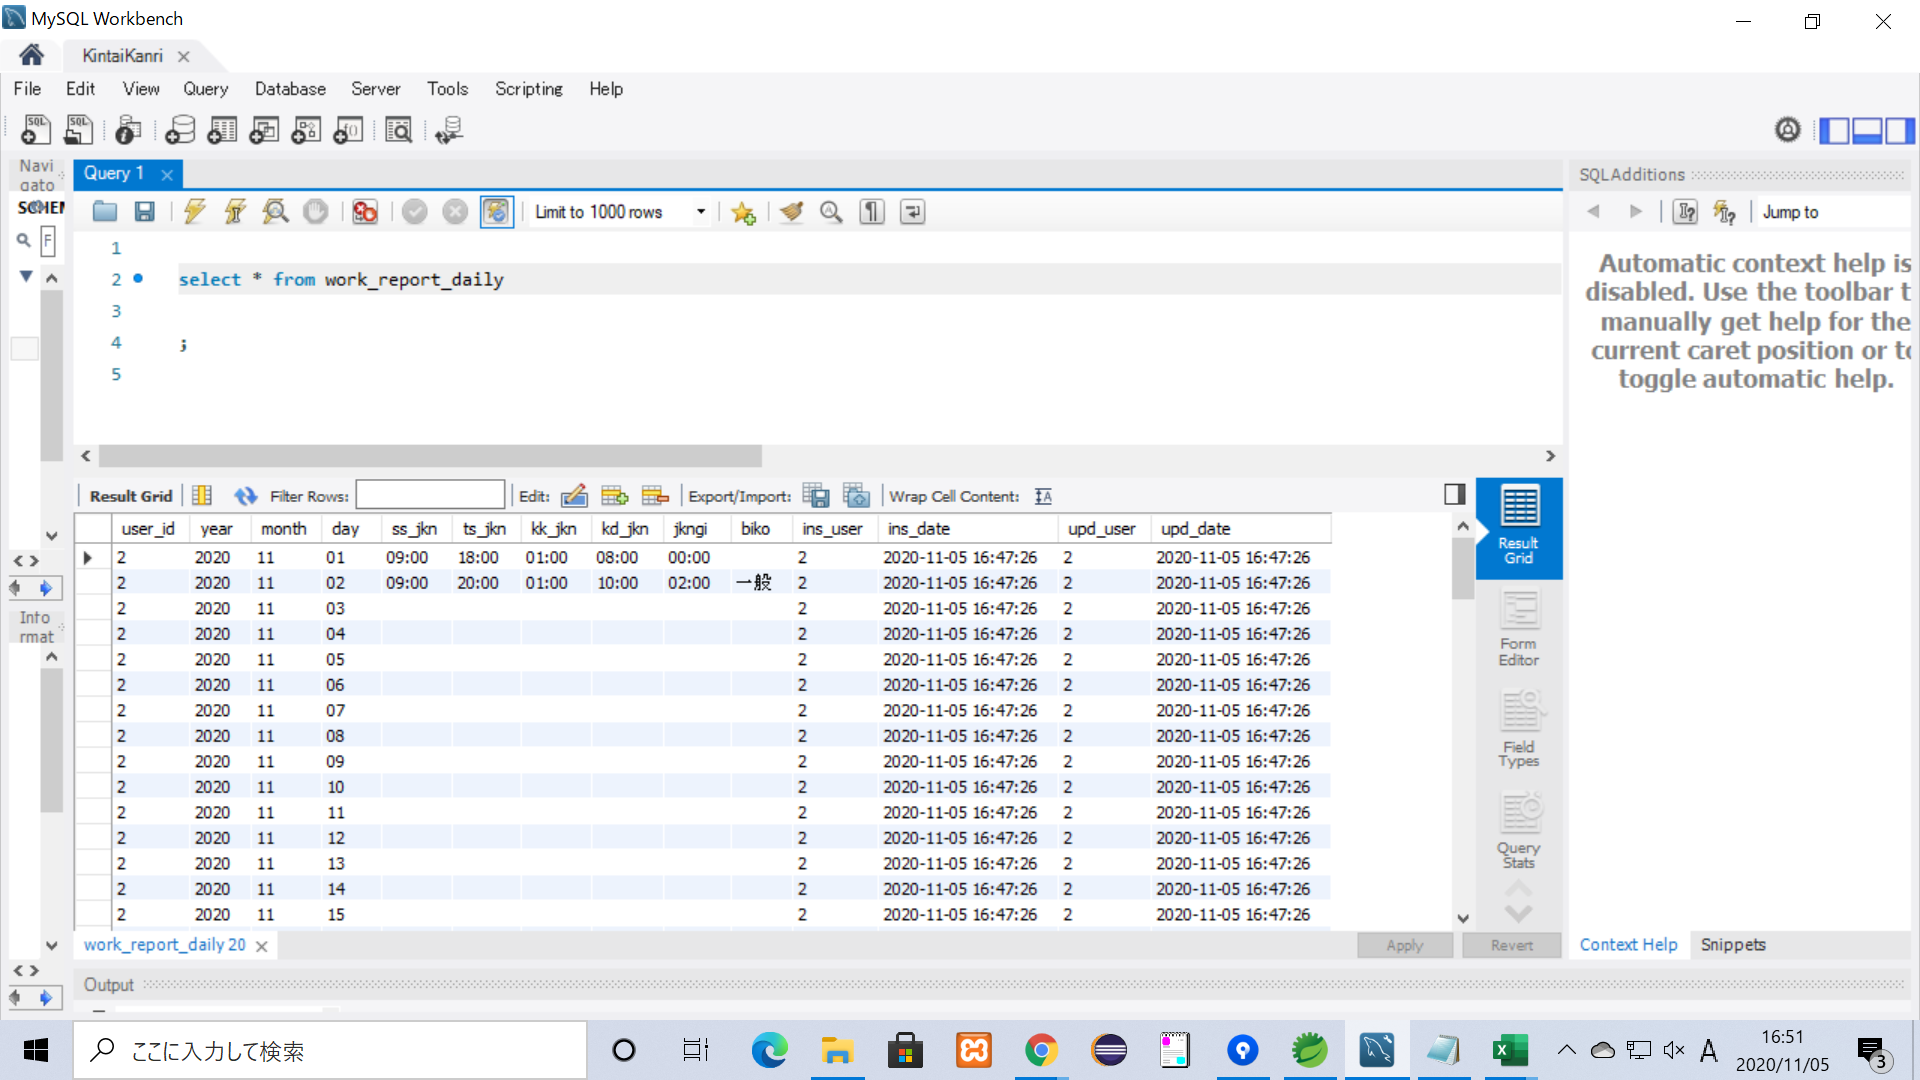 MySQL Workbench
KintaiKanri
File Edit View Query Database Server Tools Scripting Help
Navi
gato
SCHEM
F
Query 1
Limit to 1000 rows
1
2 select * from work_report_daily
3
4 ;
5
SQLAdditions
Jump to
Automatic context help is
disabled. Use the toolbar t
manually get help for the
current caret position or to
toggle automatic help.
Result Grid Filter Rows: Edit: Export/Import: Wrap Cell Content:
user_id year month day ss_jkn ts_jkn kk_jkn kd_jkn jkngi biko ins_user ins_date upd_user upd_date
2 2020 11 01 09:00 18:00 01:00 08:00 00:00 2 2020-11-05 16:47:26 2 2020-11-05 16:47:26
2 2020 11 02 09:00 20:00 01:00 10:00 02:00 一般 2 2020-11-05 16:47:26 2 2020-11-05 16:47:26
2 2020 11 03 2 2020-11-05 16:47:26 2 2020-11-05 16:47:26
2 2020 11 04 2 2020-11-05 16:47:26 2 2020-11-05 16:47:26
2 2020 11 05 2 2020-11-05 16:47:26 2 2020-11-05 16:47:26
2 2020 11 06 2 2020-11-05 16:47:26 2 2020-11-05 16:47:26
2 2020 11 07 2 2020-11-05 16:47:26 2 2020-11-05 16:47:26
2 2020 11 08 2 2020-11-05 16:47:26 2 2020-11-05 16:47:26
2 2020 11 09 2 2020-11-05 16:47:26 2 2020-11-05 16:47:26
2 2020 11 10 2 2020-11-05 16:47:26 2 2020-11-05 16:47:26
2 2020 11 11 2 2020-11-05 16:47:26 2 2020-11-05 16:47:26
2 2020 11 12 2 2020-11-05 16:47:26 2 2020-11-05 16:47:26
2 2020 11 13 2 2020-11-05 16:47:26 2 2020-11-05 16:47:26
2 2020 11 14 2 2020-11-05 16:47:26 2 2020-11-05 16:47:26
2 2020 11 15 2 2020-11-05 16:47:26 2 2020-11-05 16:47:26
Result
Grid
Form
Editor
Field
Types
Query
Stats
Info
rmat
work_report_daily 20
Apply Revert
Context Help Snippets
Output
ここに入力して検索
A
16:51
2020/11/05
3